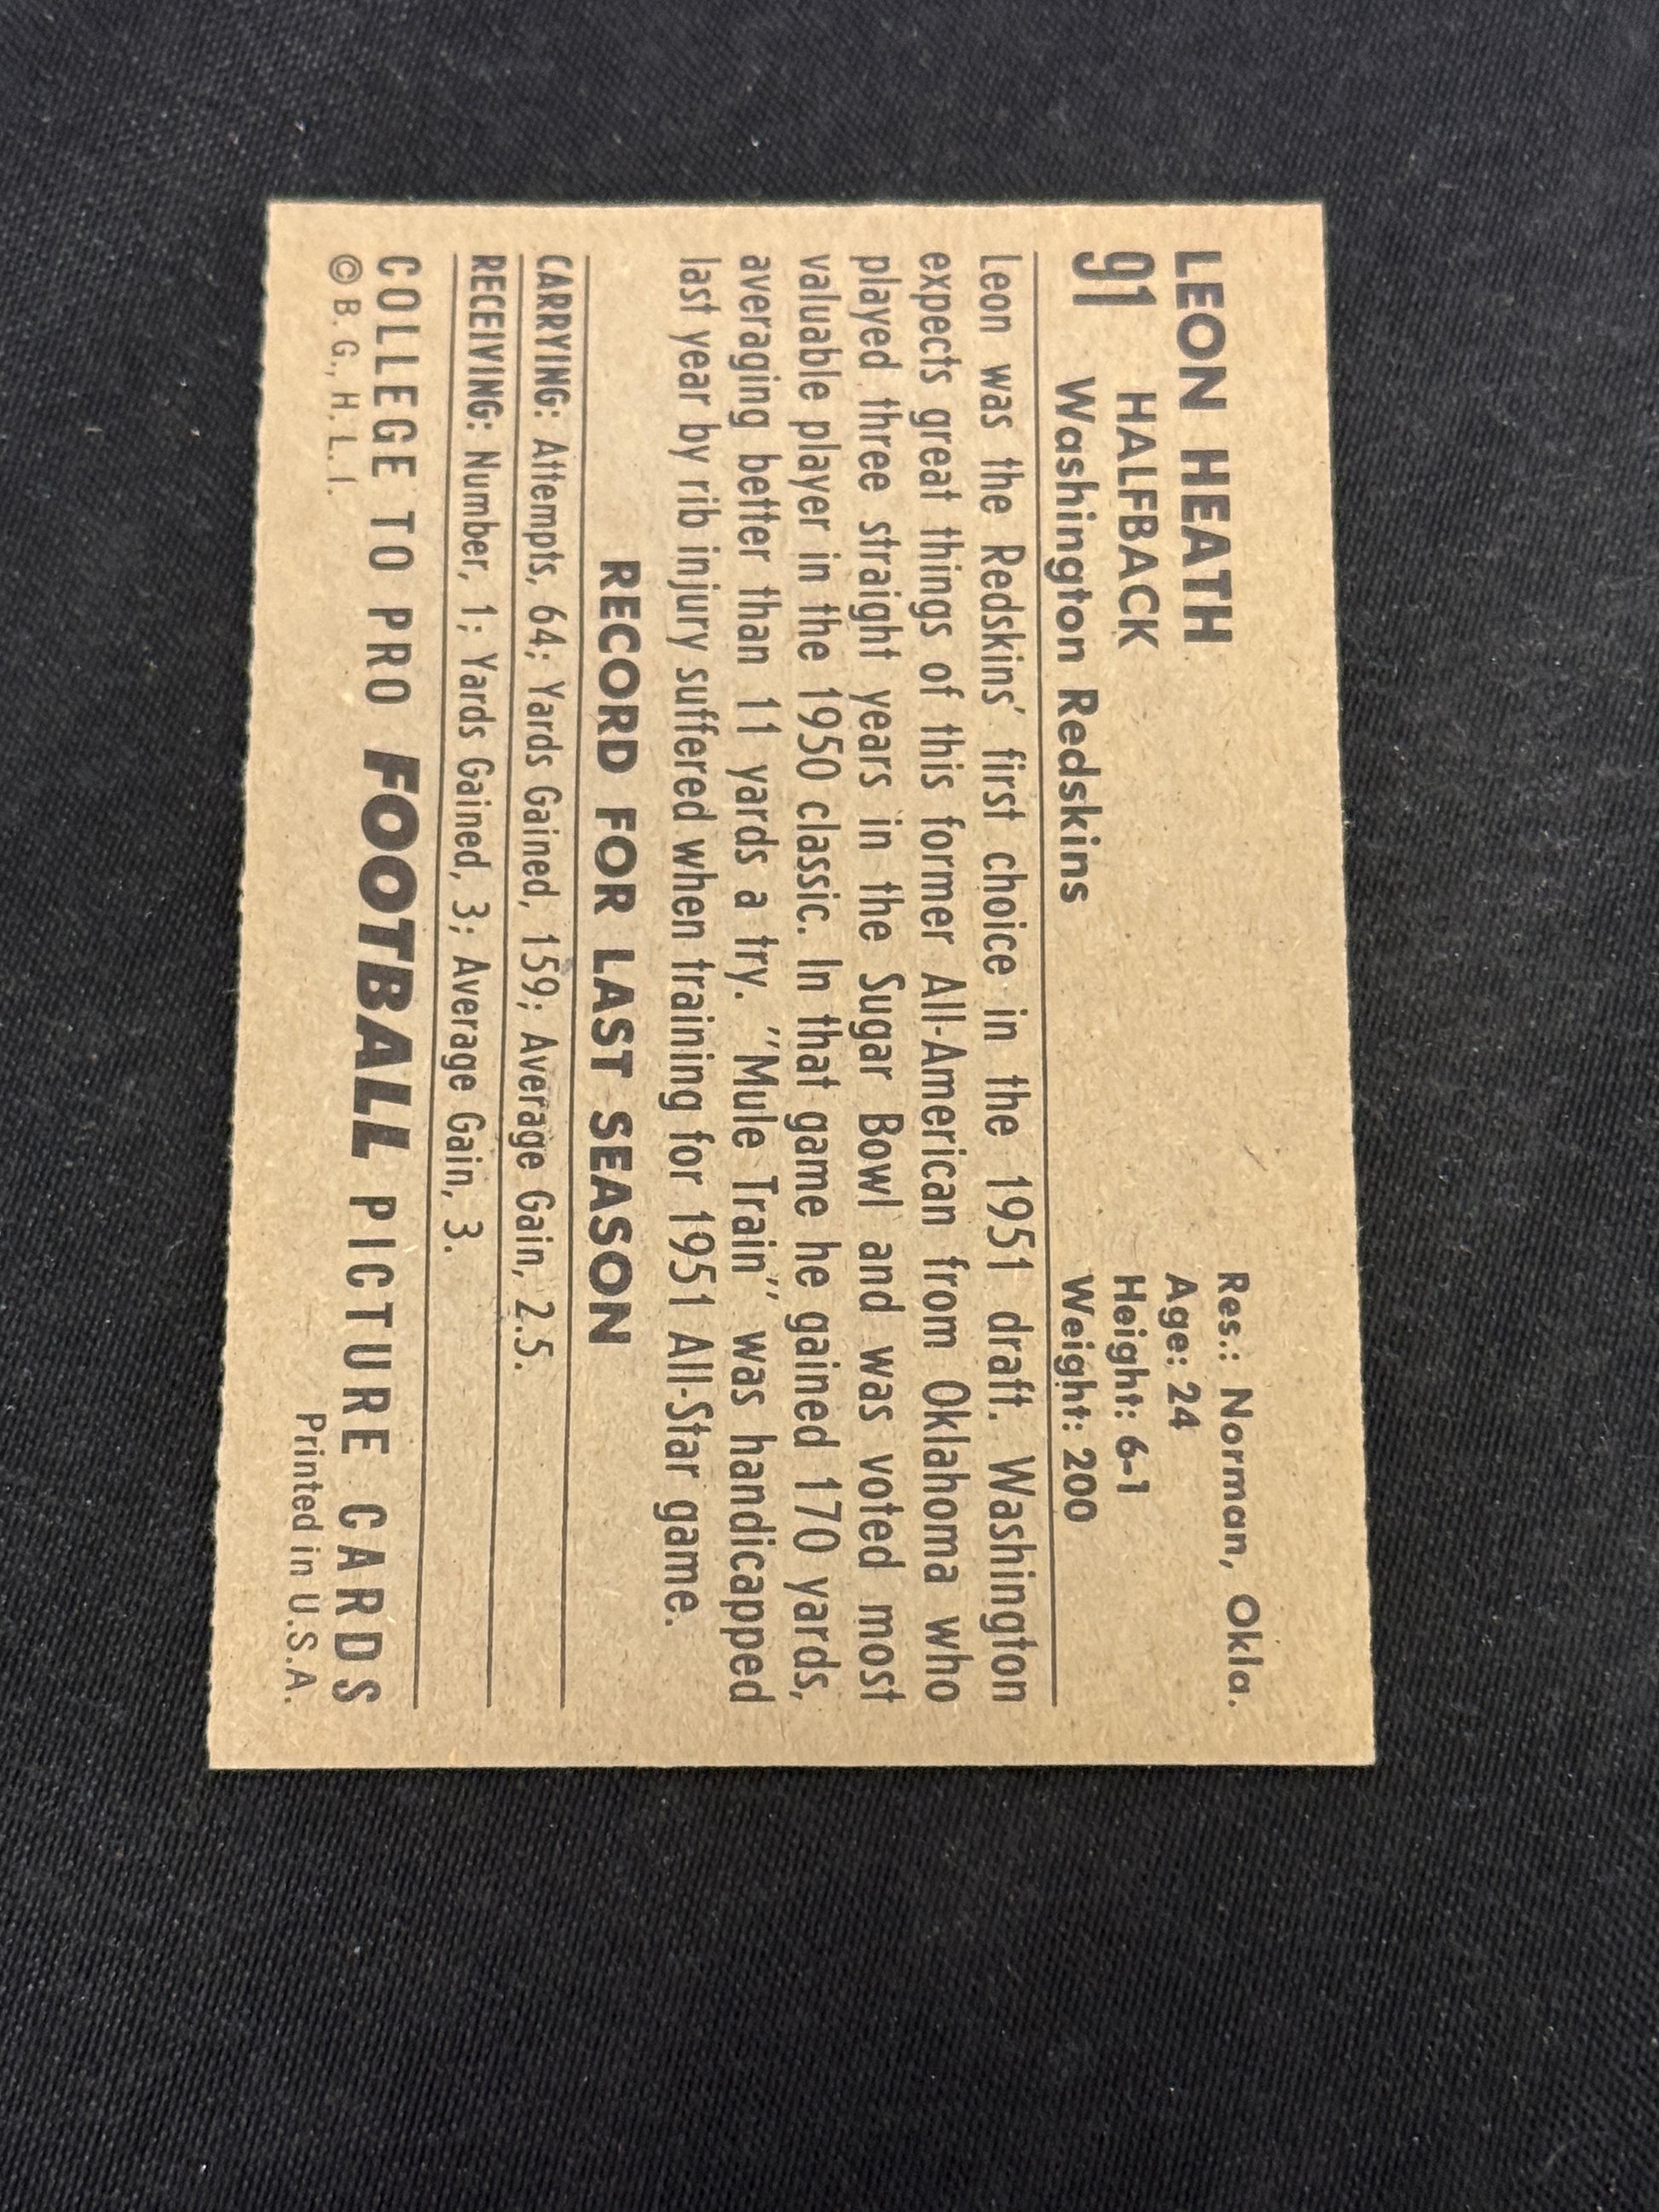 LEON HEATH
91 HALFBACK
Washington Redskins
Res.: Norman, Okla.
Age: 24
Height: 6-1
Weight: 200
Leon was the Redskins' first choice in the 1951 draft. Washington
expects great things of this former All-American from Oklahoma who
played three straight years in the Sugar Bowl and was voted most
valuable player in the 1950 classic. In that game he gained 170 yards,
averaging better than 11 yards a try. "Mule Train" was handicapped
last year by rib injury suffered when training for 1951 All-Star game.
RECORD FOR LAST SEASON
CARRYING: Attempts, 64; Yards Gained, 159; Average Gain, 2.5.
RECEIVING: Number, 1; Yards Gained, 3; Average Gain, 3.
COLLEGE TO PRO FOOTBALL PICTURE CARDS
© B. G., H. L. I.
Printed in U.S.A.